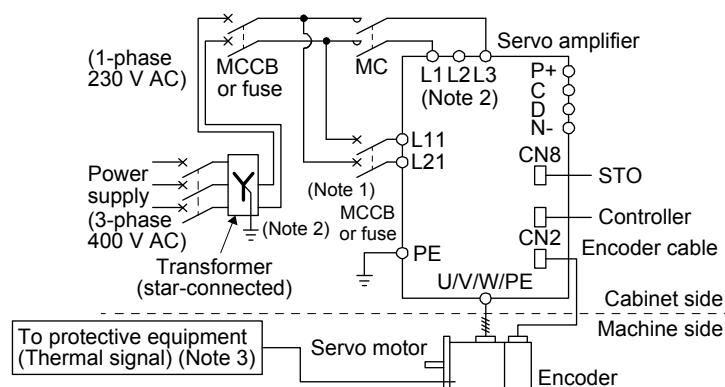 (1-phase
230 V AC)
MCCB
or fuse
MC
Servo amplifier
L1 L2 L3
(Note 2)
P+
C
D
N-
L11
L21
CN8
STO
(Note 1)
MCCB
or fuse
Controller
CN2
Encoder cable
Power
supply
(3-phase
400 V AC)
(Note 2)
Transformer
(star-connected)
PE
U/V/W/PE
Cabinet side
Machine side
To protective equipment
(Thermal signal) (Note 3)
Servo motor
Encoder